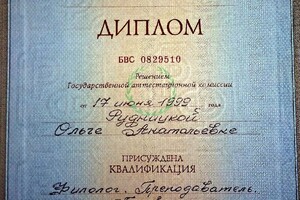 ДИПЛОМ
БВС 0829510
Решением
Государственной аттестационной комиссии
от 17 июня 1999 года
Рудницкой
Ольге Анатольевне
ПРИСУЖДЕНА
КВАЛИФИКАЦИЯ
Филолог. Преподаватель.